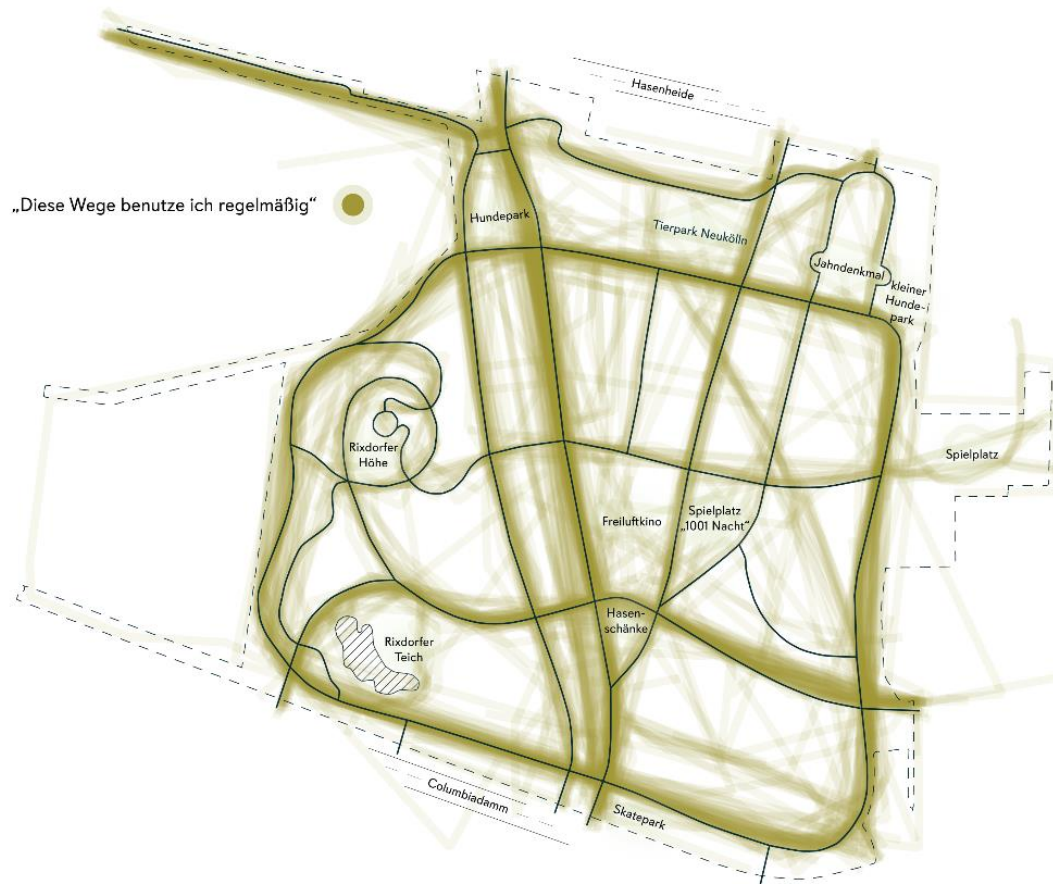 Hasenheide
„Diese Wege benutze ich regelmäßig“
Hundepark
Tierpark Neukölln
Jahndenkmal
kleiner
Hunde-
park
Rixdorfer
Höhe
Spielplatz
Freiluftkino
Spielplatz
„1001 Nacht“
Hasen-
schänke
Rixdorfer
Teich
Columbiadamm
Skatepark